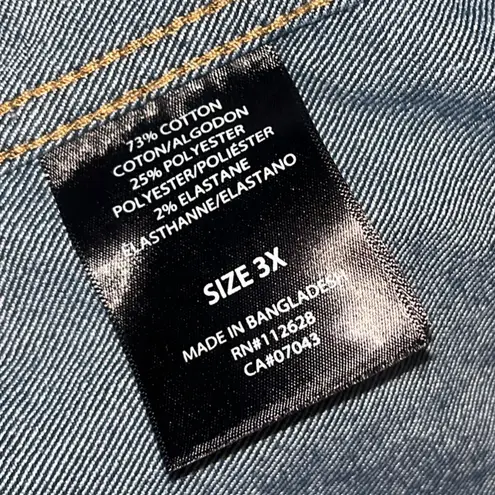 73% COTTON
COTON/ALGODON
25% POLYESTER
POLYESTER/POLIÉSTER
2% ELASTANE
ÉLASTHANNE/ELASTANO
SIZE 3X
MADE IN BANGLADESH
RN#112628
CA#07043